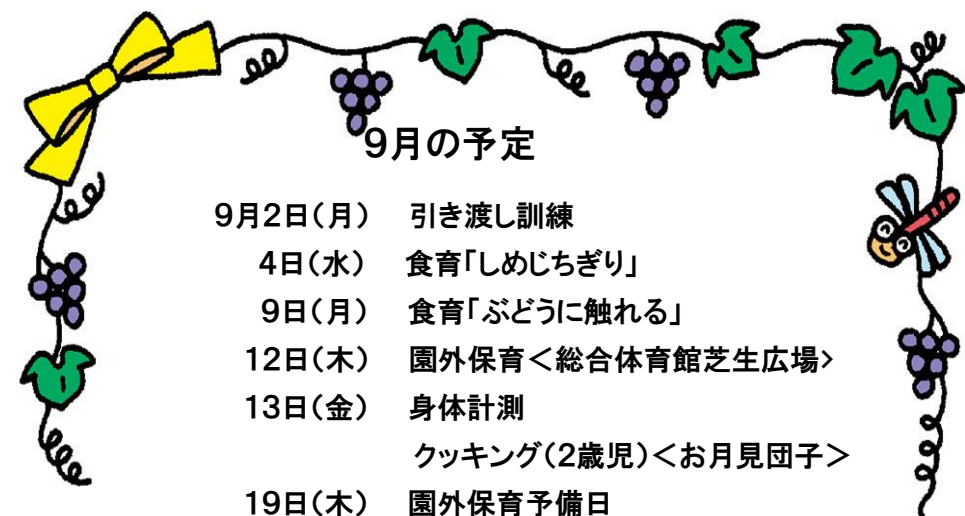 9月の予定
9月2日(月) 引き渡し訓練
4日(水) 食育「しめじちぎり」
9日(月) 食育「ぶどうに触れる」
12日(木) 園外保育<総合体育館芝生広場>
13日(金) 身体計測
クッキング(2歳児)<お月見団子>
19日(木) 園外保育予備日